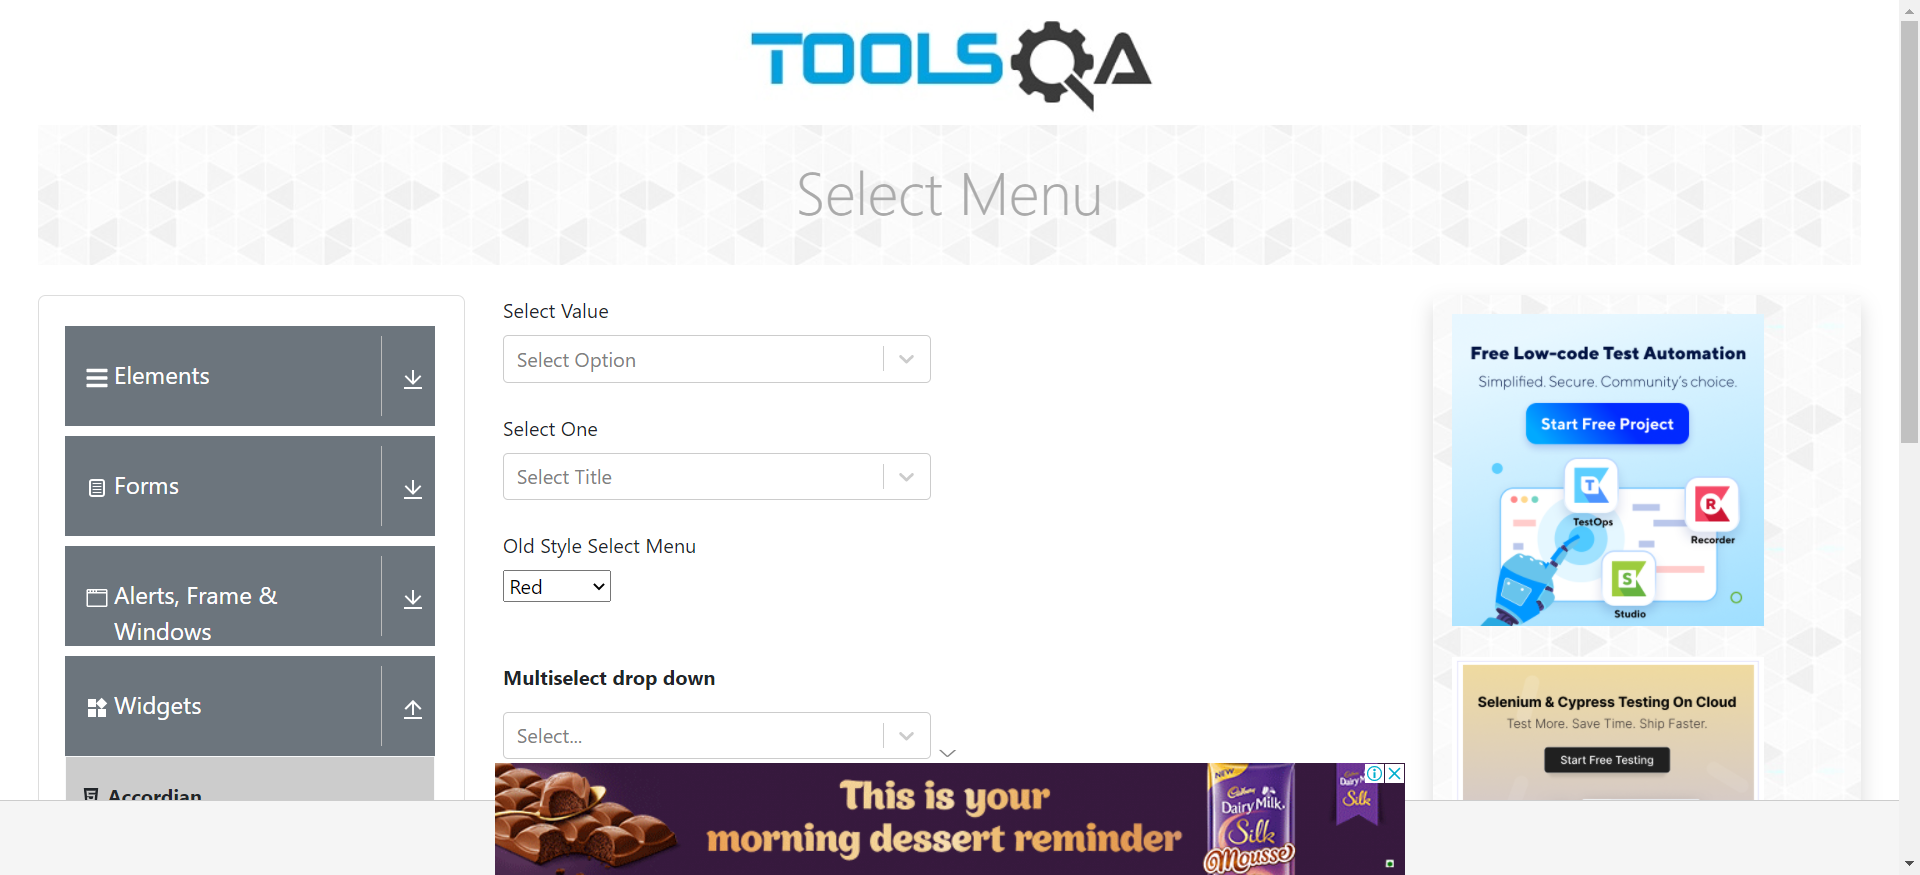 TOOLSQA
Select Menu
Elements
Forms
Alerts, Frame &
Windows
Widgets
Accordian
Select Value
Select Option
Select One
Select Title
Old Style Select Menu
Red
Multiselect drop down
Select...
Free Low-code Test Automation
Simplified. Secure. Community's choice.
Start Free Project
TestOps
Recorder
Studio
Selenium & Cypress Testing On Cloud
Test More. Save Time. Ship Faster.
Start Free Testing
This is your
morning dessert reminder
NEW
Cadbury
Dairy Milk
Silk
Mousse
Dairy Milk
Silk